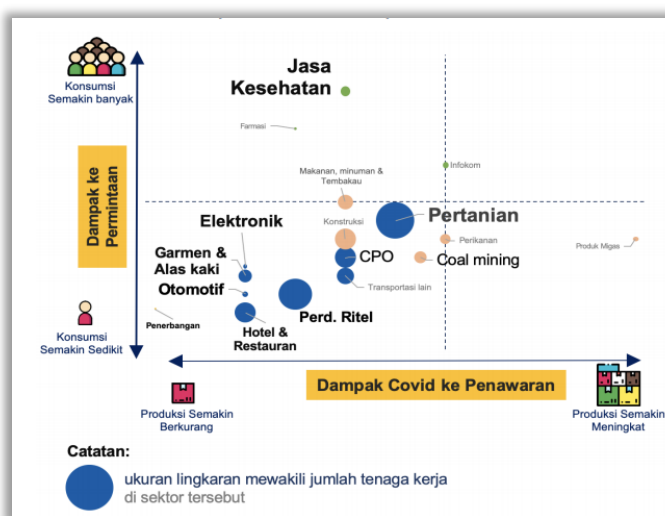 Jasa
Kesehatan
Konsumsi
Semakin banyak
Farmasi
Infokom
Makanan, minuman &
Tembakau
Dampak ke
Permintaan
Elektronik
Konstruksi
Pertanian
Garmen &
Alas kaki
CPO
Perikanan
Produk Migas
Coal mining
Otomotif
Transportasi lain
Penerbangan
Perd. Ritel
Hotel &
Restauran
Konsumsi
Semakin Sedikit
Dampak Covid ke Penawaran
Produksi Semakin
Berkurang
Produksi Semakin
Meningkat
Catatan:
ukuran lingkaran mewakili jumlah tenaga kerja
di sektor tersebut